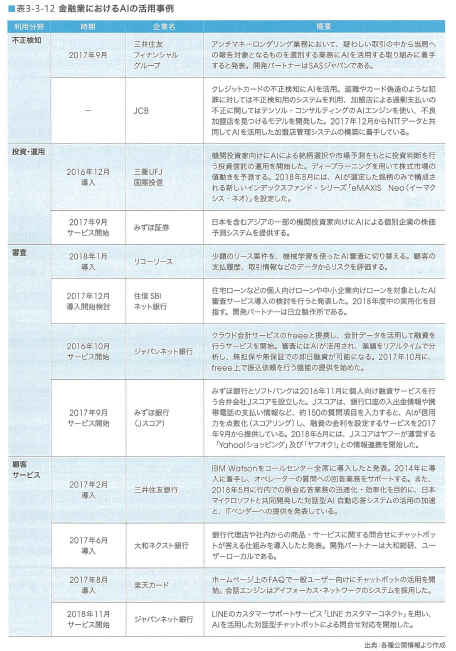 ■表3-3-12 金融業におけるAIの活用事例
利用分野 時期 企業名 概要
不正検知
2017年9月
三井住友
フィナンシャル
グループ
アンチマネーロンダリング業務において、疑わしい取引の中から当局へ
の報告対象となるものを選別する業務にAIを活用する取り組みに着手
すると発表。開発パートナーはSASジャパンである。
―
JCB
クレジットカードの不正検知にAIを活用。盗難やカード偽造のような犯
罪に対しては不正検知用のシステムを利用、加盟店による過剰支払いの
不正に関してはテンソル・コンサルティングのAIエンジンを使い、不良
加盟店を見つけるモデルを開発した。2017年12月からNTTデータと共
同してAIを活用した加盟店管理システムの構築に着手している。
投資・運用
2016年12月
導入
三菱UFJ
国際投信
機関投資家向けにAIによる銘柄選択や市場予測をもとに投資判断を行
う投資信託の運用を開始した。ディープラーニングを用いて株式市場の
値動きを予測する。2018年8月には、AIが選定した銘柄のみで構成さ
れる新しいインデックスファンド・シリーズ「eMAXIS Neo（イーマク
シス・ネオ）」を設定した。
2017年9月
サービス開始
みずほ証券
日本を含むアジアの一部の機関投資家向けにAIによる個別企業の株価
予測システムを提供する。
審査
2018年1月
導入
リコーリース
少額のリース案件を、機械学習を使ったAI審査に切り替える。顧客の
支払履歴、取引情報などのデータからリスクを評価する。
2017年12月
導入開始検討
住信SBI
ネット銀行
住宅ローンなどの個人向けローンや中小企業向けローンを対象としたAI
審査サービス導入の検討を行うと発表した。2018年度中の実用化を目
指す。開発パートナーは日立製作所である。
2016年10月
サービス開始
ジャパンネット銀行
クラウド会計サービスのfreeeと提携し、会計データを活用して融資を
行うサービスを開始。審査にはAIが活用され、業績をリアルタイムで分
析し、無担保や無保証での即日融資が可能になる。2017年10月に、
freee上で振込依頼を行う機能の提供を始めた。
2017年9月
サービス開始
みずほ銀行
（Jスコア）
みずほ銀行とソフトバンクは2016年11月に個人向け融資サービスを行
う合弁会社Jスコアを設立した。Jスコアは、銀行口座の入出金情報や携
帯電話の支払い情報など、約150の質問項目を入力すると、AIが信用
力を点数化（スコアリング）し、融資の金利を設定するサービスを2017
年9月から提供している。2018年6月には、Jスコアはヤフーが運営する
「Yahoo!ショッピング」及び「ヤフオク!」との情報連携を開始した。
顧客
サービス
2017年2月
導入
三井住友銀行
IBM Watsonをコールセンター全席に導入したと発表。2014年に導
入に着手し、オペレーターの質問への回答業務をサポートする。また、
2018年5月に行内での照会応答業務の迅速化・効率化を目的に、日本
マイクロソフトと共同開発した対話型AI自動応答システムの活用の加速
と、ITベンダーへの提供を発表している。
2017年6月
導入
大和ネクスト銀行
銀行代理店や社内からの商品・サービスに関する問合せにチャットボッ
トが答える仕組みを導入したと発表。開発パートナーは大和総研、ユー
ザーローカルである。
2017年8月
導入
楽天カード
ホームページ上のFAQで一般ユーザー向けにチャットボットの活用を開
始。会話エンジンはアイフォーカス・ネットワークのシステムを採用した。
2018年11月
サービス開始
ジャパンネット銀行
LINEのカスタマーサポートサービス「LINE カスタマーコネクト」を用い、
AIを活用した対話型チャットボットによる問合せ対応を開始した。
出典：各種公開情報より作成